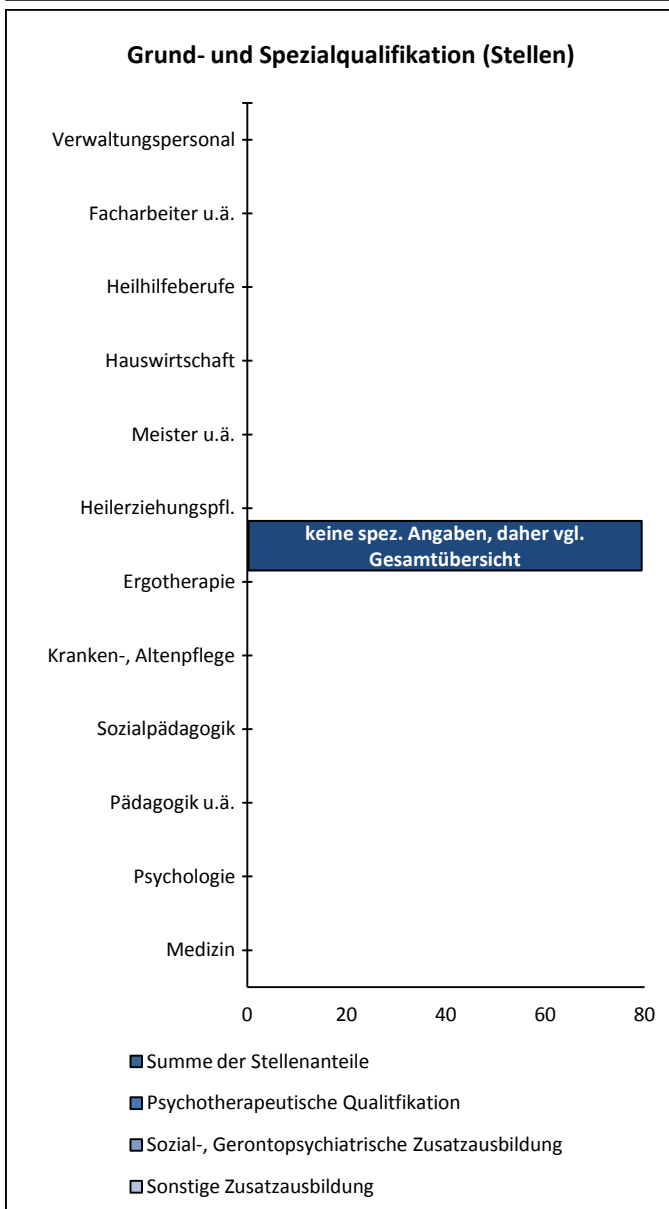 Grund- und Spezialqualifikation (Stellen)
Verwaltungspersonal
Facharbeiter u.ä.
Heilhilfeberufe
Hauswirtschaft
Meister u.ä.
Heilerziehungspfl.
keine spez. Angaben, daher vgl.
Gesamtübersicht
Ergotherapie
Kranken-, Altenpflege
Sozialpädagogik
Pädagogik u.ä.
Psychologie
Medizin
0 20 40 60 80
Summe der Stellenanteile
Psychotherapeutische Qualitfikation
Sozial-, Gerontopsychiatrische Zusatzausbildung
Sonstige Zusatzausbildung